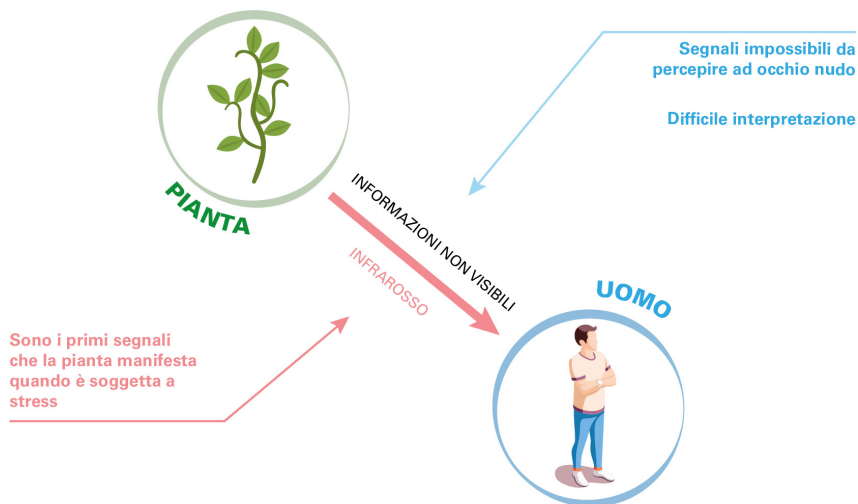 Segnali impossibili da
percepire ad occhio nudo
Difficile interpretazione
PIANTA
INFORMAZIONI NON VISIBILI
INFRAROSSO
UOMO
Sono i primi segnali
che la pianta manifesta
quando è soggetta a
stress